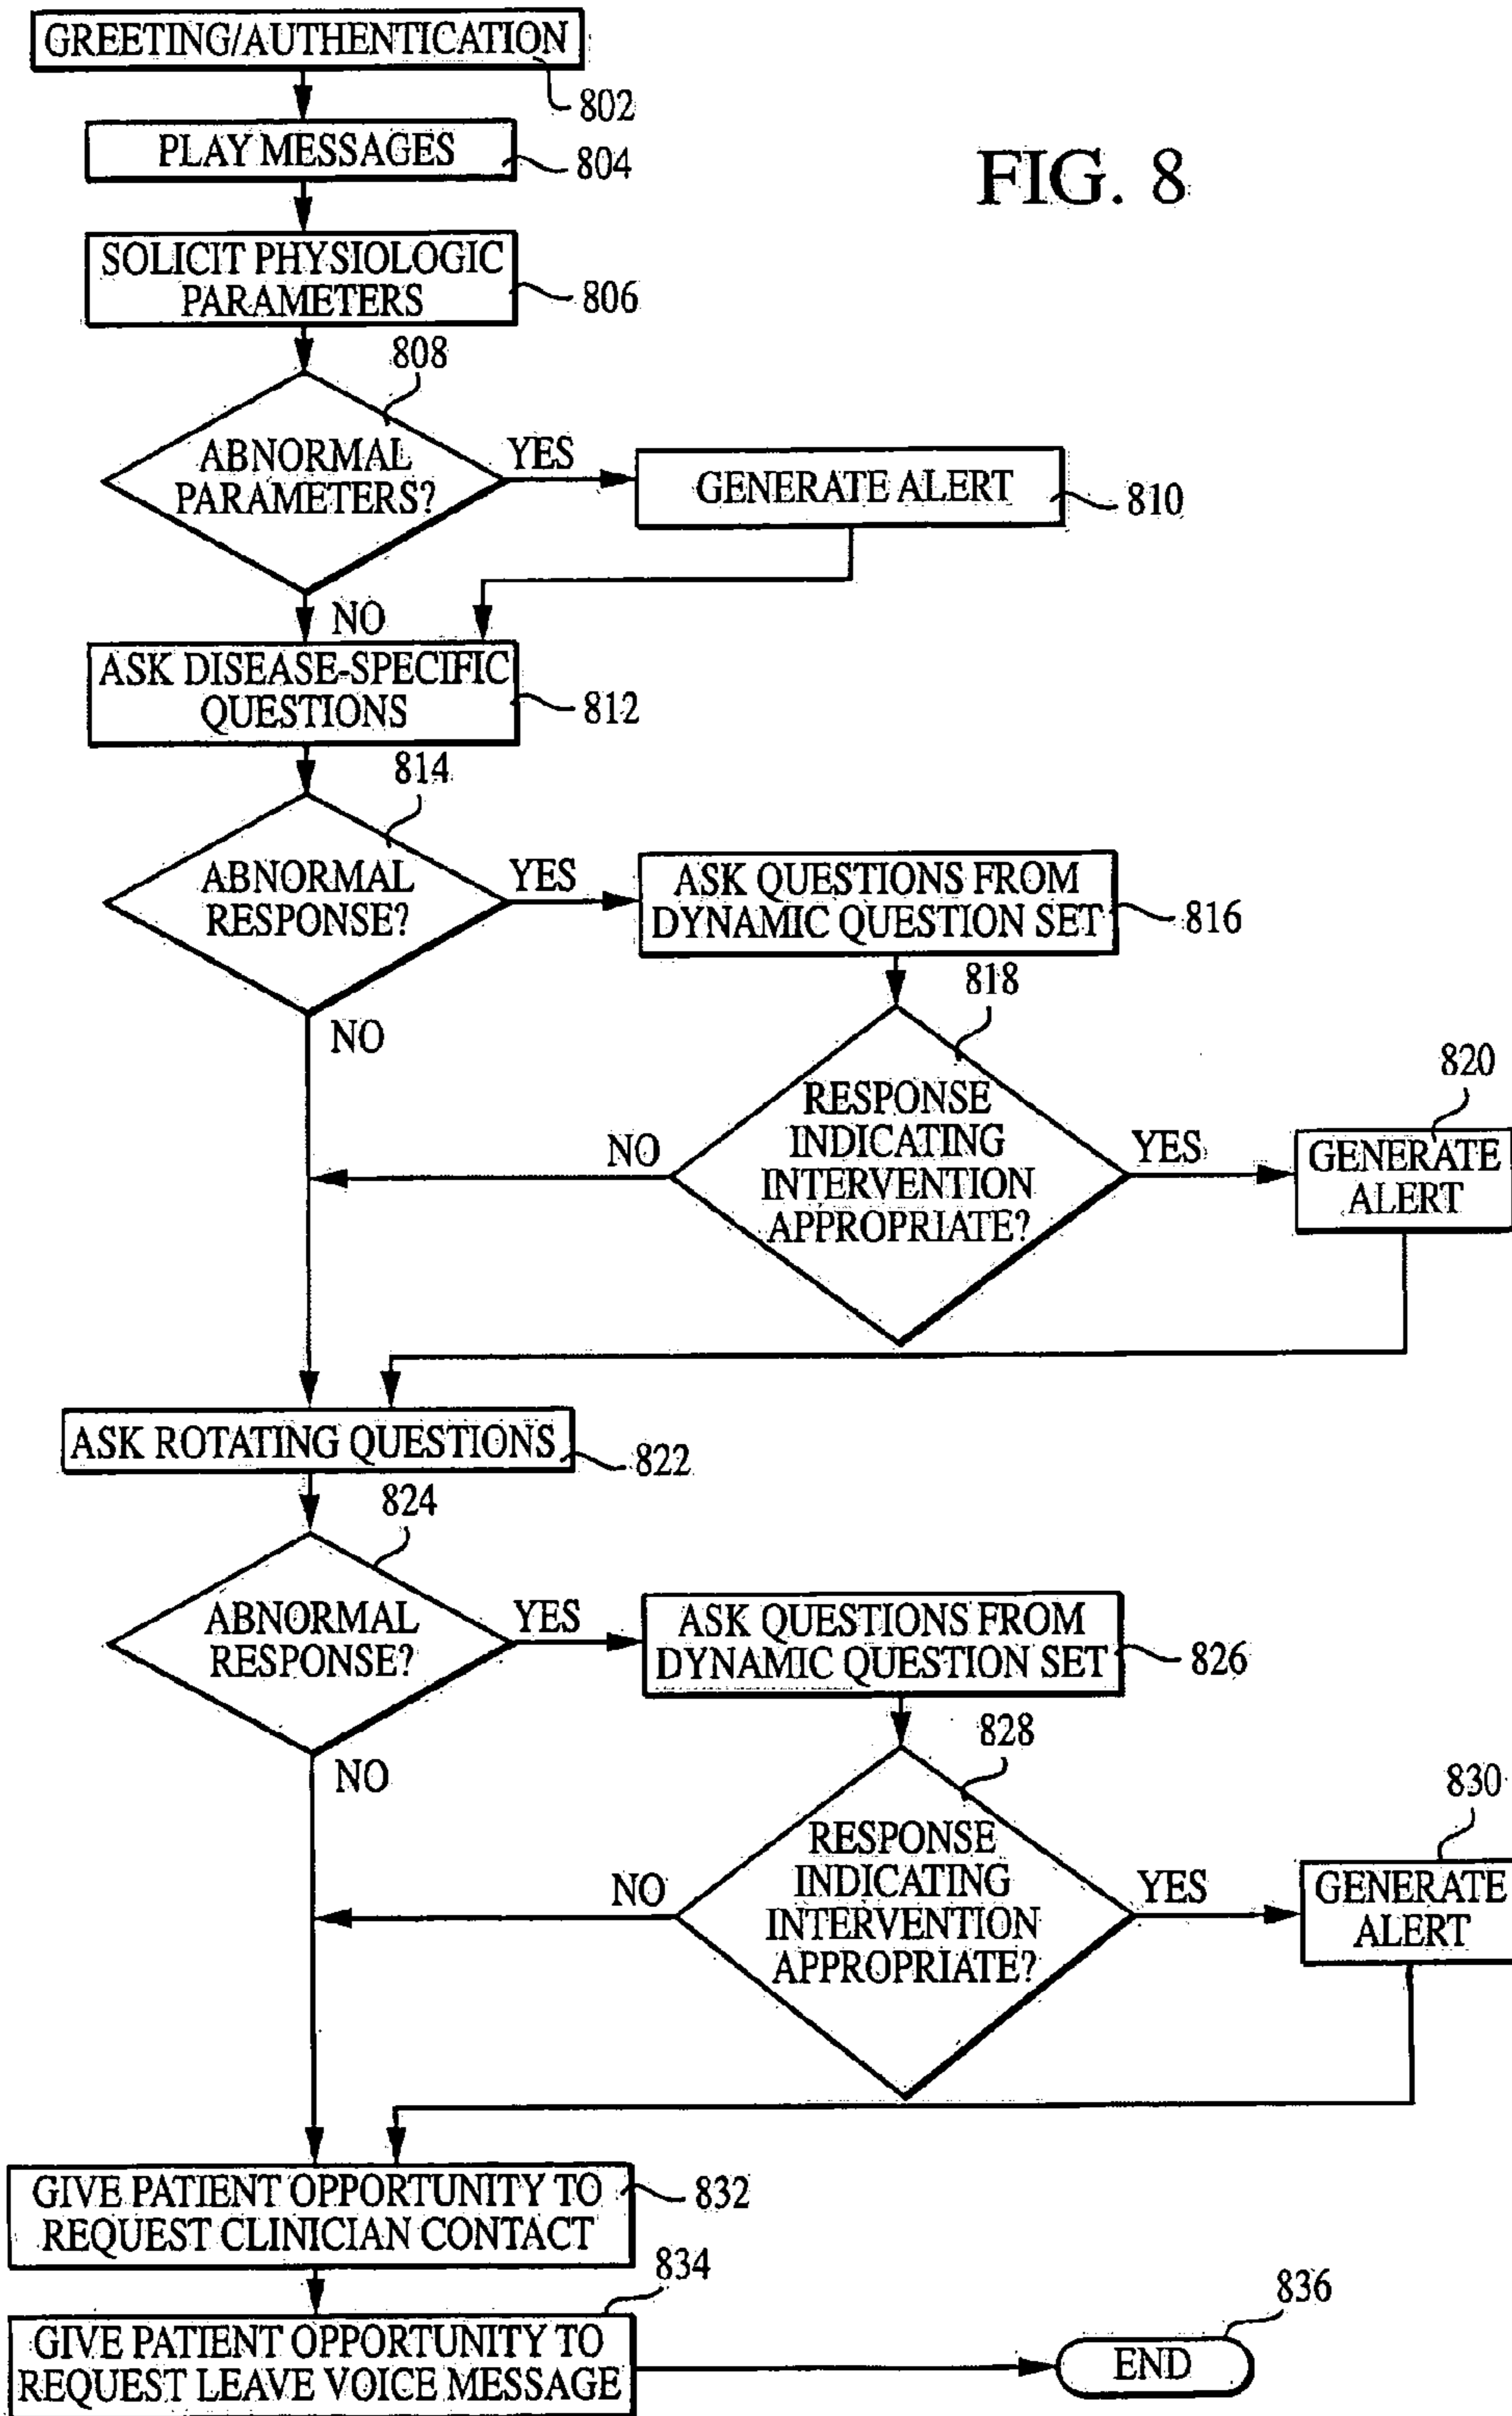 GREETING/AUTHENTICATION
802
PLAY MESSAGES
804
FIG. 8
SOLICIT PHYSIOLOGIC
PARAMETERS
806
808
ABNORMAL
PARAMETERS?
YES
GENERATE ALERT
810
NO
ASK DISEASE-SPECIFIC
QUESTIONS
812
814
ABNORMAL
RESPONSE?
YES
ASK QUESTIONS FROM
DYNAMIC QUESTION SET
816
NO
818
RESPONSE
INDICATING
INTERVENTION
APPROPRIATE?
NO
YES
820
GENERATE
ALERT
ASK ROTATING QUESTIONS
822
824
ABNORMAL
RESPONSE?
YES
ASK QUESTIONS FROM
DYNAMIC QUESTION SET
826
NO
828
RESPONSE
INDICATING
INTERVENTION
APPROPRIATE?
NO
YES
830
GENERATE
ALERT
GIVE PATIENT OPPORTUNITY TO
REQUEST CLINICIAN CONTACT
832
834
GIVE PATIENT OPPORTUNITY TO
REQUEST LEAVE VOICE MESSAGE
836
END